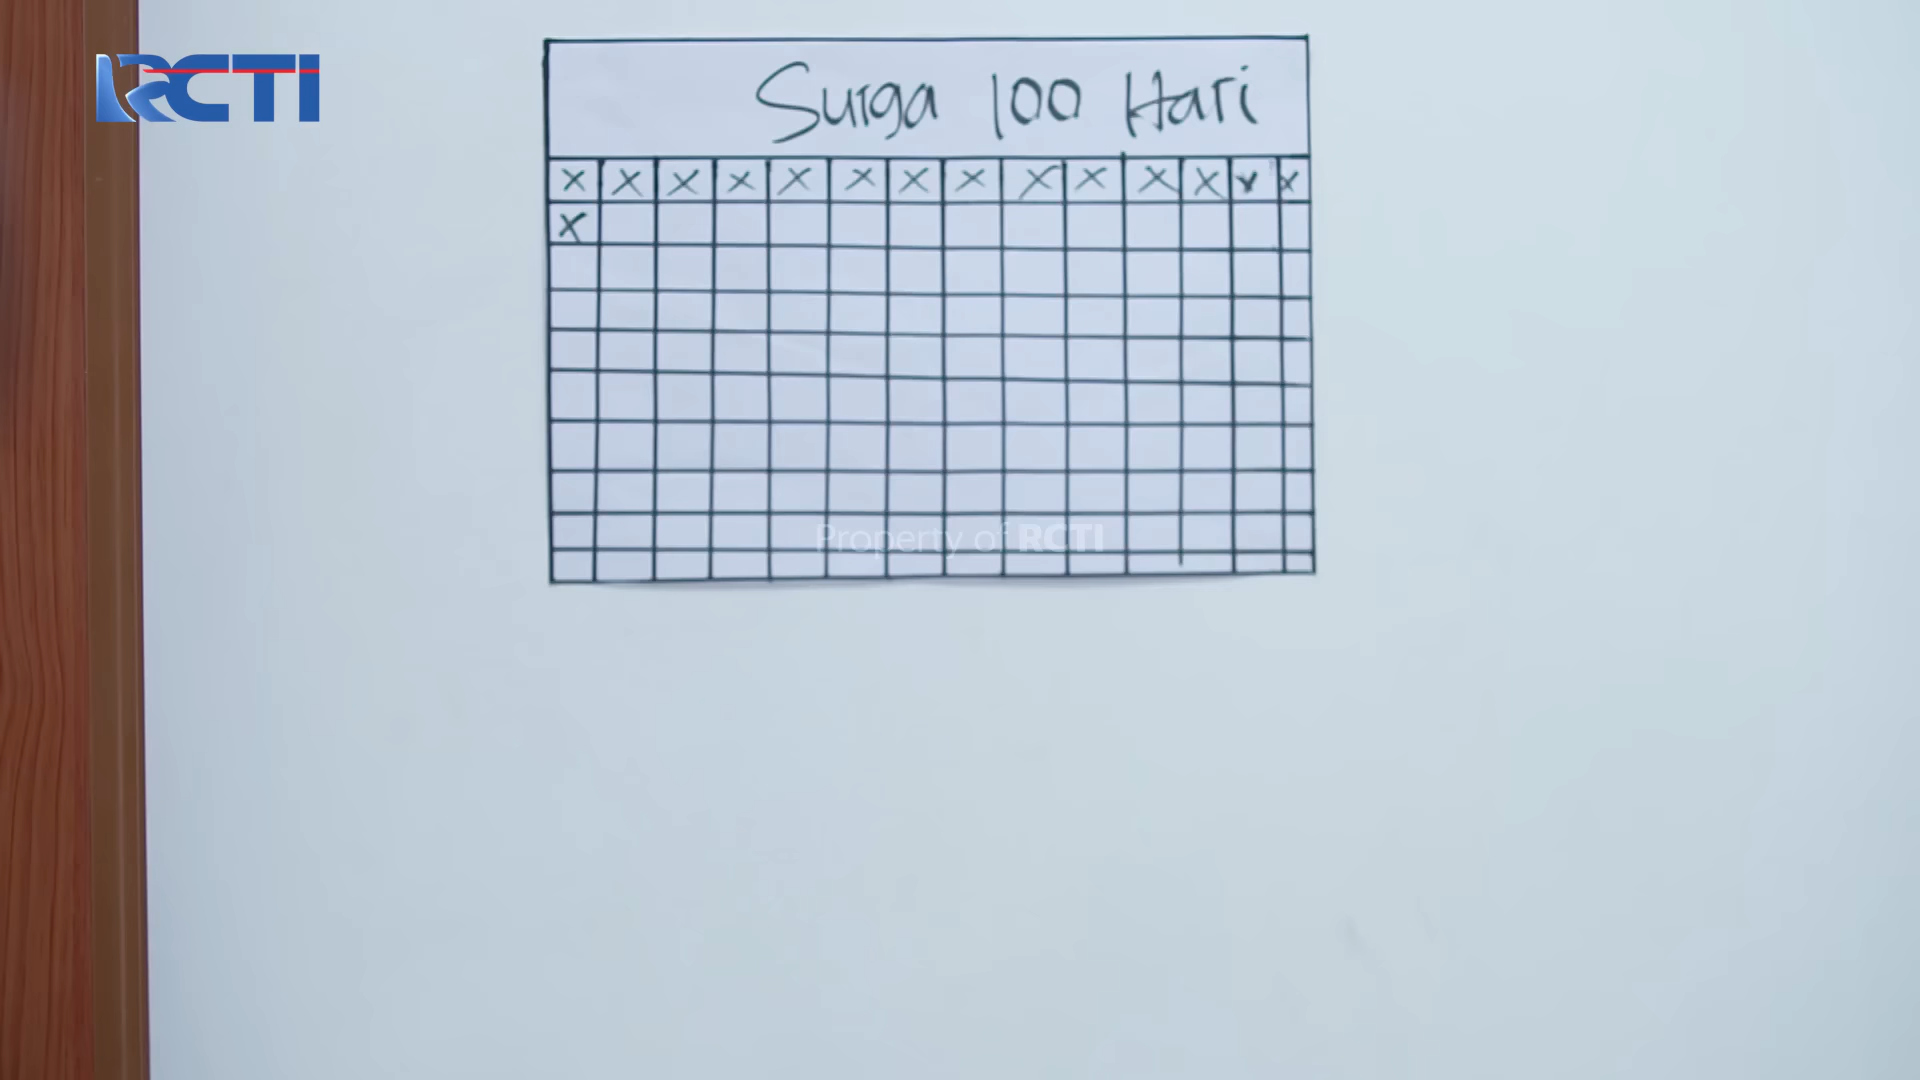 RCTI
Surga 100 Hari
X X X X X X X X X X X X X X
X
Property of RCTI